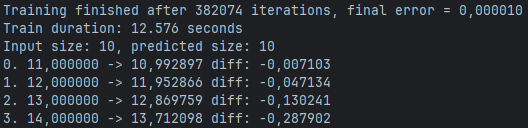 Training finished after 382074 iterations, final error = 0,000010
Train duration: 12.576 seconds
Input size: 10, predicted size: 10
0. 11,000000 -> 10,992897 diff: -0,007103
1. 12,000000 -> 11,952866 diff: -0,047134
2. 13,000000 -> 12,869759 diff: -0,130241
3. 14,000000 -> 13,712098 diff: -0,287902